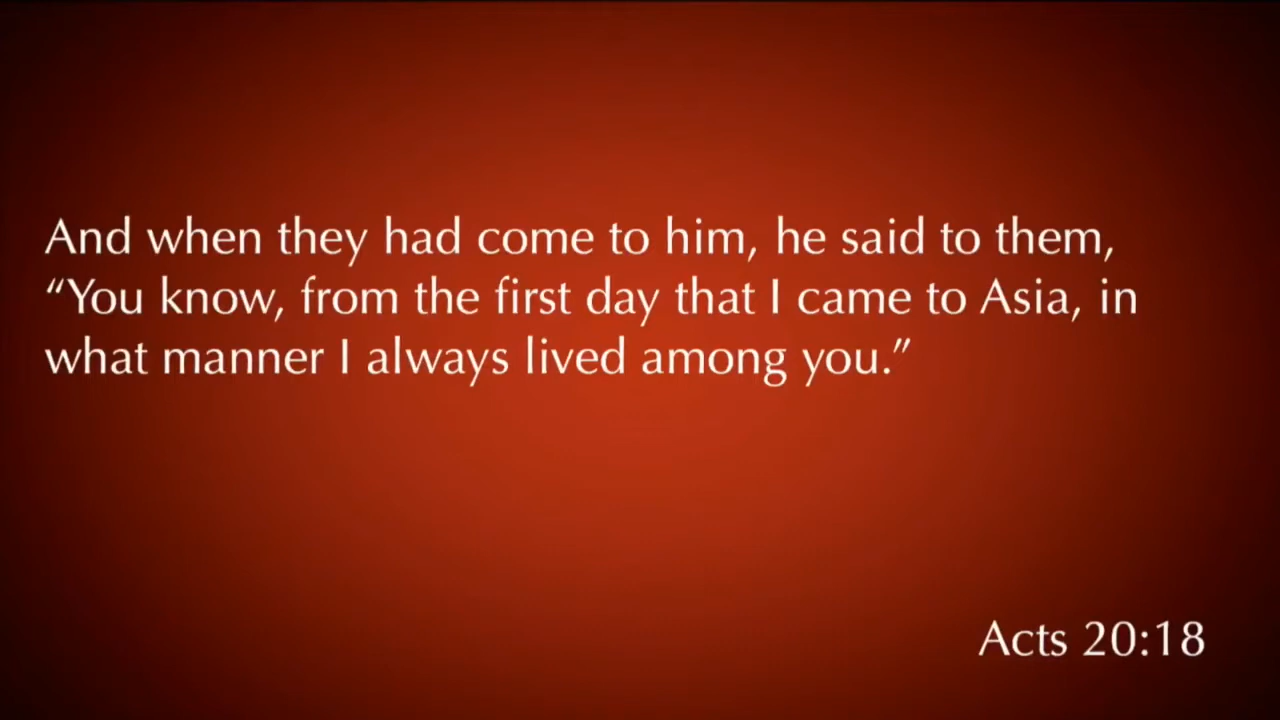 And when they had come to him, he said to them,
“You know, from the first day that I came to Asia, in
what manner I always lived among you.”
Acts 20:18